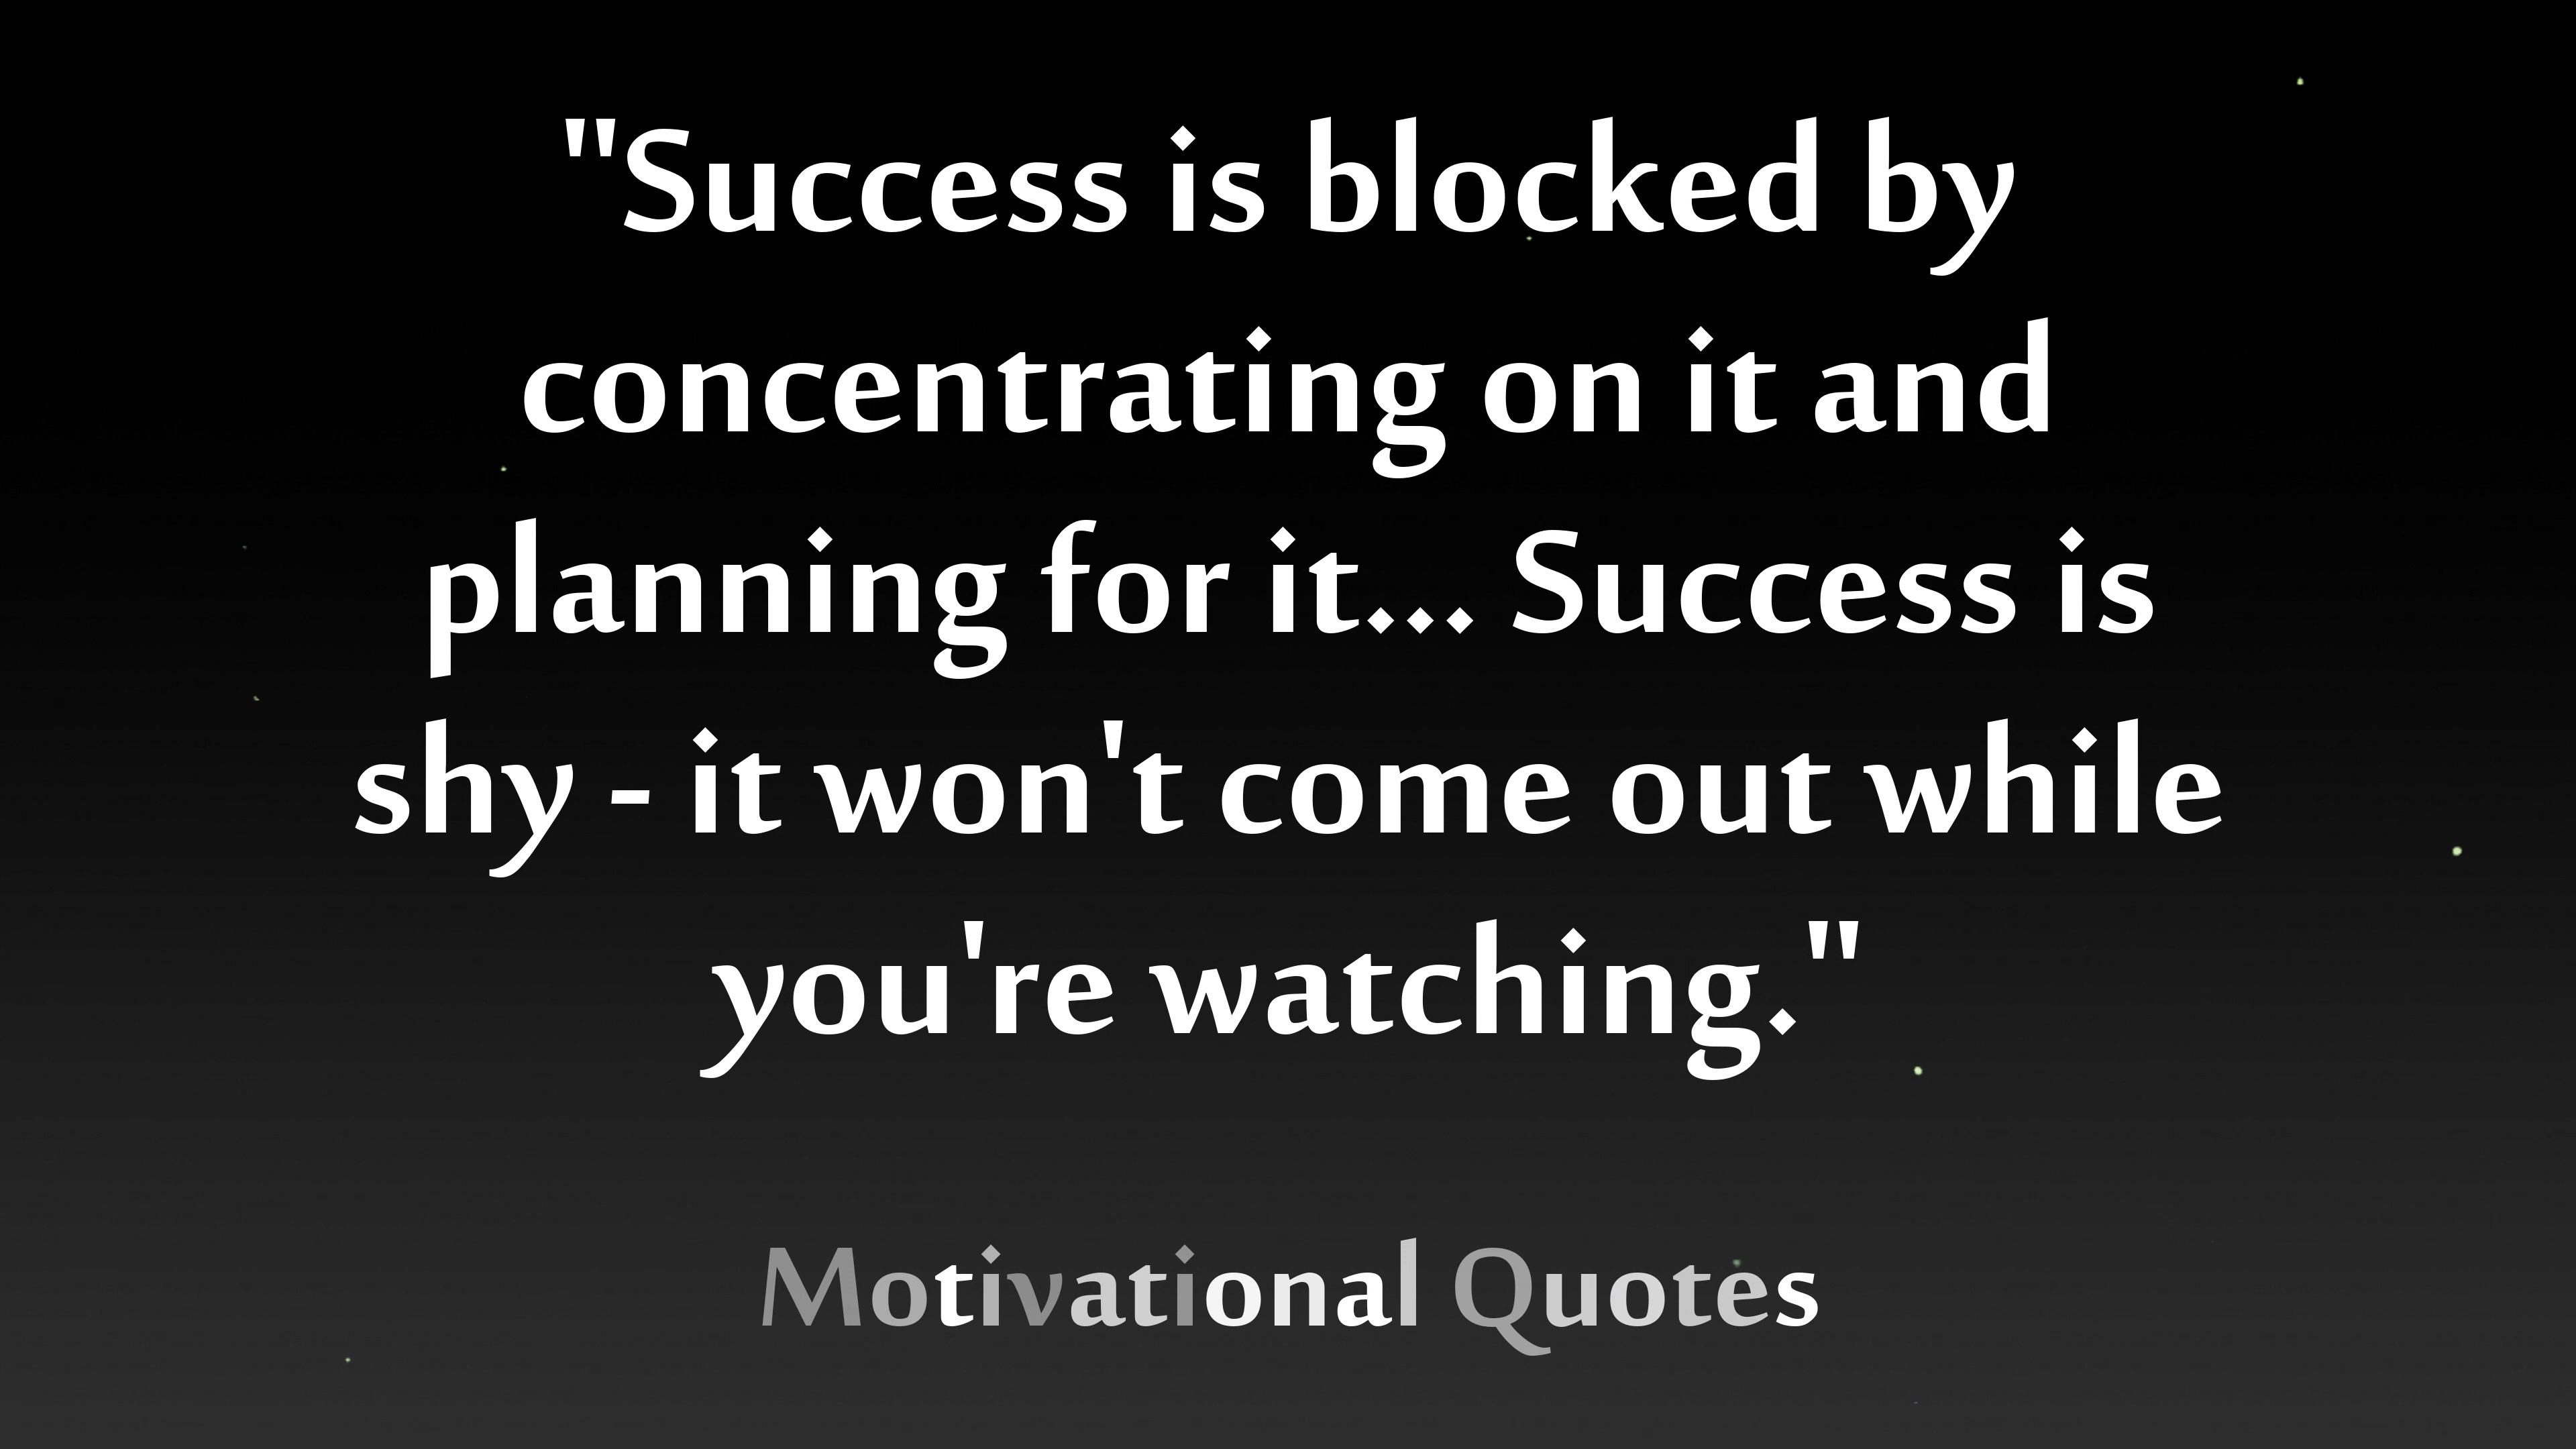 "Success is blocked by
concentrating on it and
planning for it... Success is
shy - it won't come out while
you're watching."
Motivational Quotes